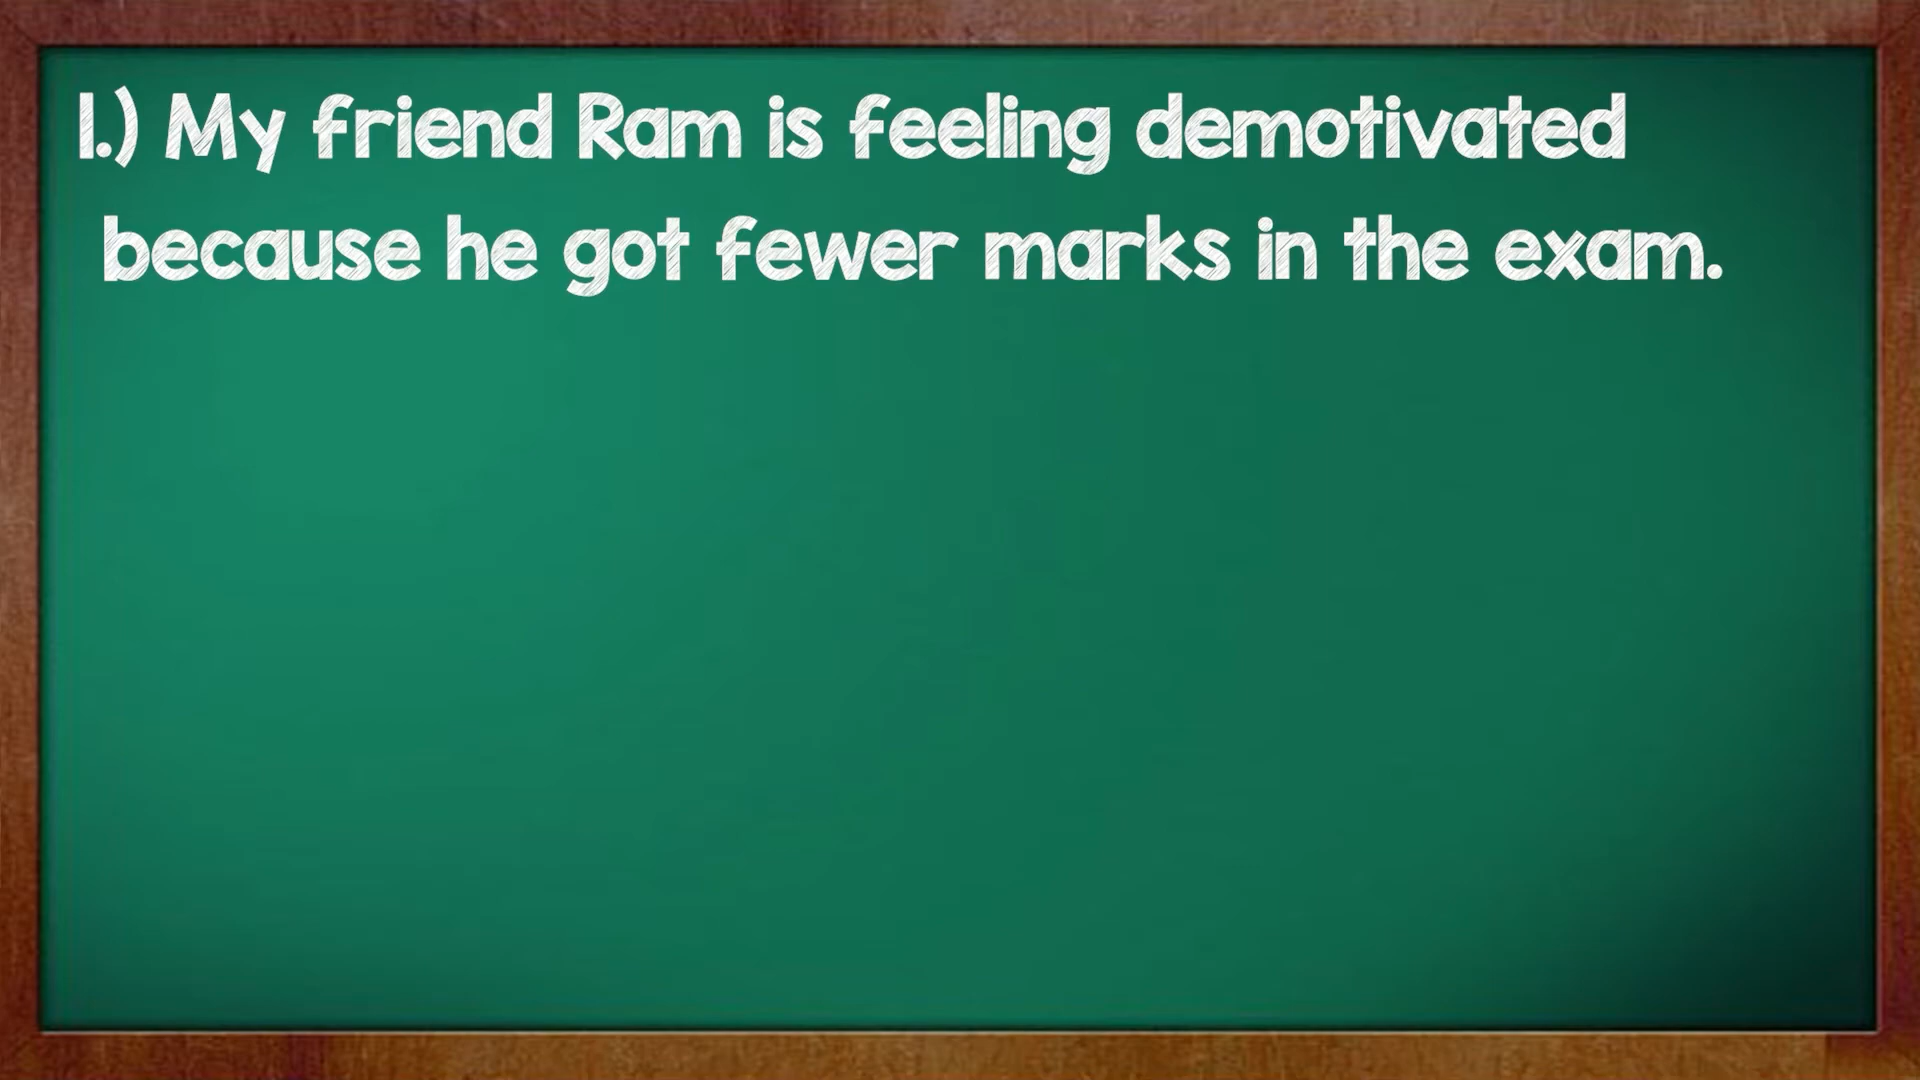 1.) My friend Ram is feeling demotivated
because he got fewer marks in the exam.